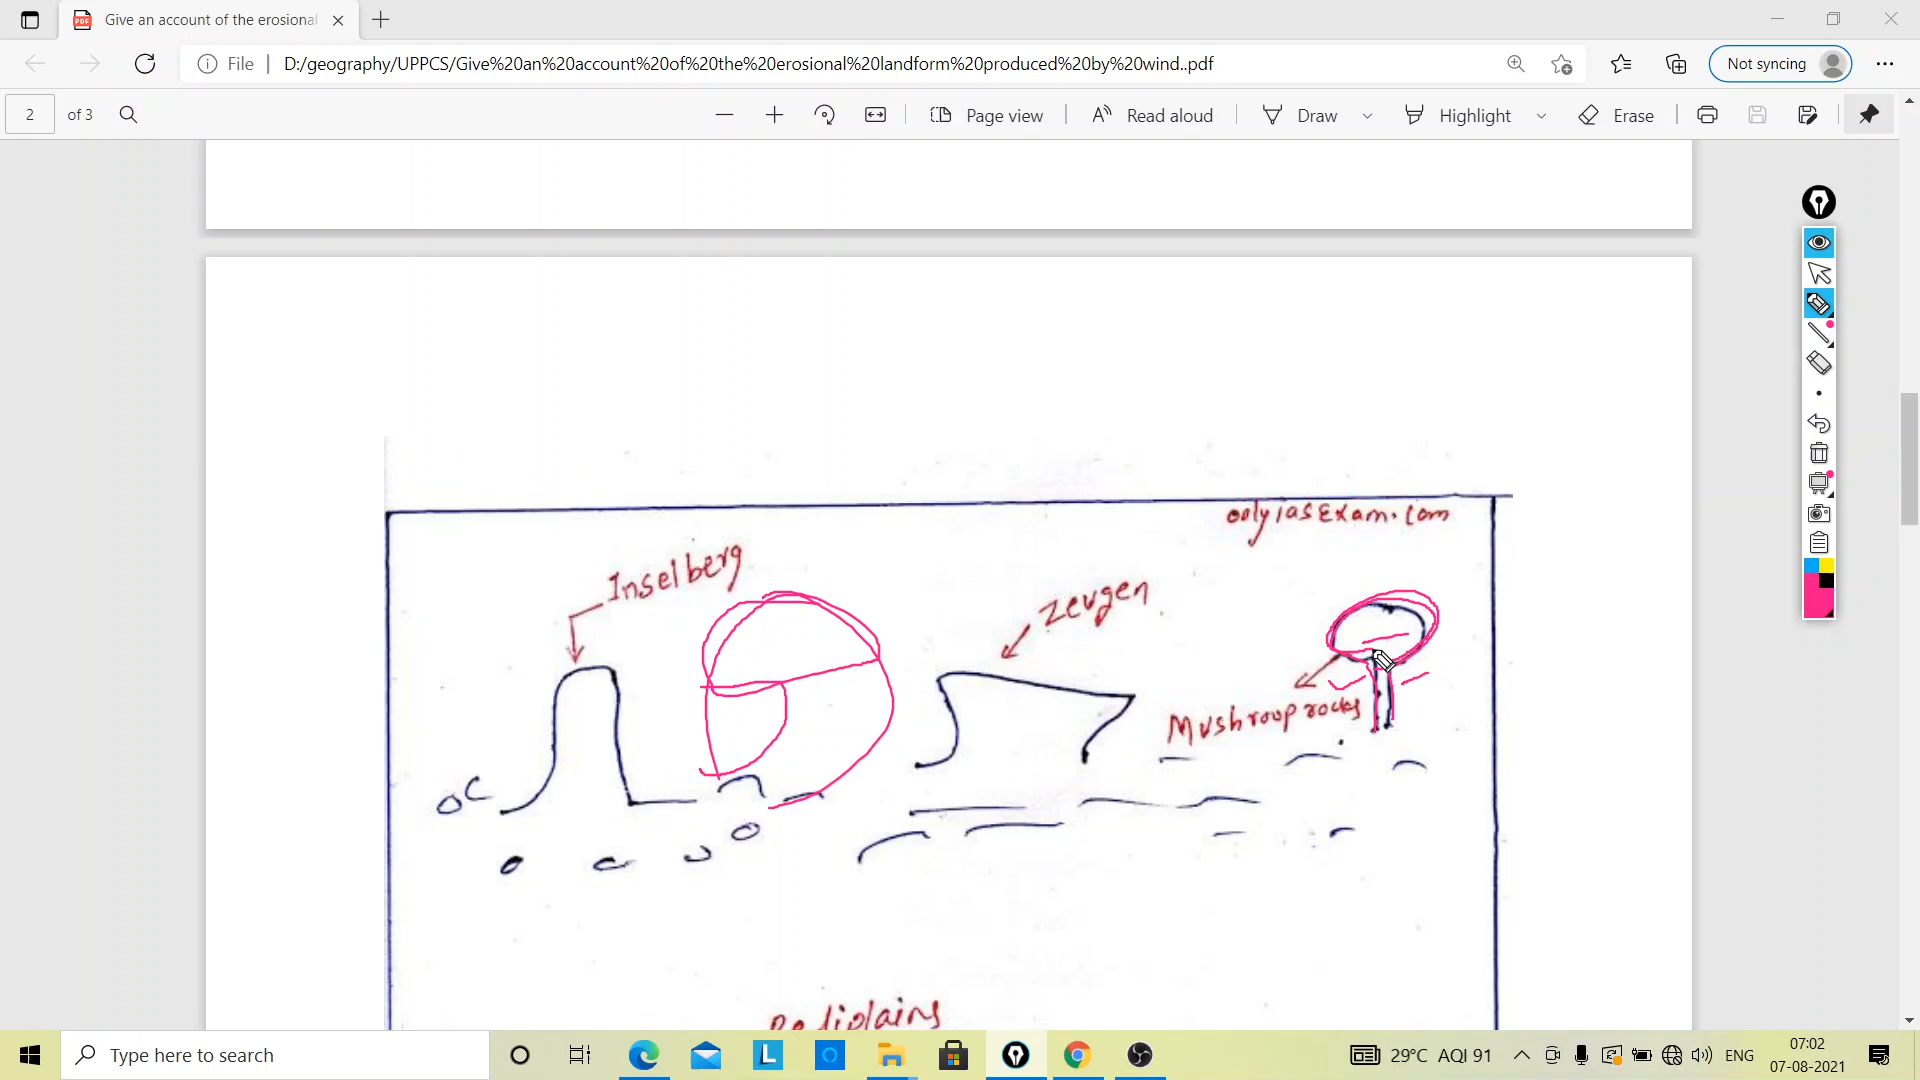 Give an account of the erosional
File
D:/geography/UPPCS/Give%20an%20account%20of%20the%20erosional%20landform%20produced%20by%20wind..pdf
Not syncing
2 of 3
Page view
Read aloud
Draw
Highlight
Erase
onlyiasExam.com
Inselberg
Zeugen
Mushroop rocks
Pediplains
Type here to search
29°C AQI 91
ENG
07:02
07-08-2021